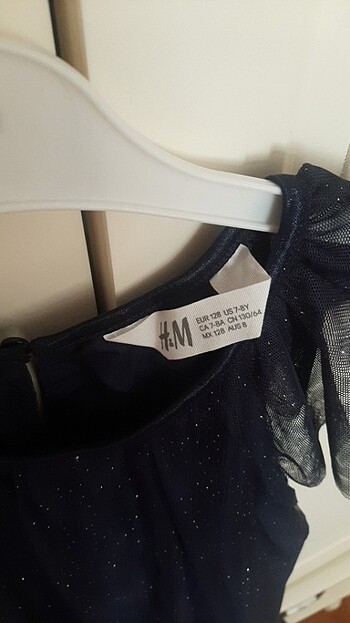 H&M
EUR 128 US 7-8Y
CA 7-8A CN 130/64
MX 128 AUS 8